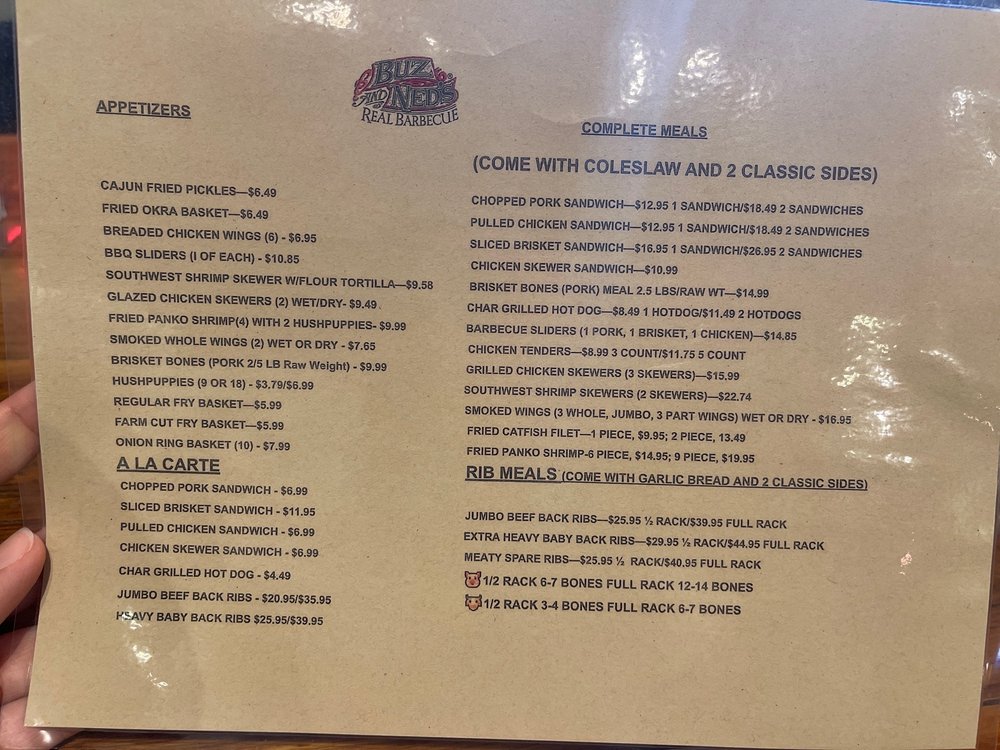 BUZ
AND NED'S
REAL BARBECUE
APPETIZERS
CAJUN FRIED PICKLES—$6.49
FRIED OKRA BASKET—$6.49
BREADED CHICKEN WINGS (6) - $6.95
BBQ SLIDERS (I OF EACH) - $10.85
SOUTHWEST SHRIMP SKEWER W/FLOUR TORTILLA—$9.58
GLAZED CHICKEN SKEWERS (2) WET/DRY- $9.49
FRIED PANKO SHRIMP(4) WITH 2 HUSHPUPPIES- $9.99
SMOKED WHOLE WINGS (2) WET OR DRY - $7.65
BRISKET BONES (PORK 2/5 LB Raw Weight) - $9.99
HUSHPUPPIES (9 OR 18) - $3.79/$6.99
REGULAR FRY BASKET—$5.99
FARM CUT FRY BASKET—$5.99
ONION RING BASKET (10) - $7.99
A LA CARTE
CHOPPED PORK SANDWICH - $6.99
SLICED BRISKET SANDWICH - $11.95
PULLED CHICKEN SANDWICH - $6.99
CHICKEN SKEWER SANDWICH - $6.99
CHAR GRILLED HOT DOG - $4.49
JUMBO BEEF BACK RIBS - $20.95/$35.95
HEAVY BABY BACK RIBS $25.95/$39.95
COMPLETE MEALS
(COME WITH COLESLAW AND 2 CLASSIC SIDES)
CHOPPED PORK SANDWICH—$12.95 1 SANDWICH/$18.49 2 SANDWICHES
PULLED CHICKEN SANDWICH—$12.95 1 SANDWICH/$18.49 2 SANDWICHES
SLICED BRISKET SANDWICH—$16.95 1 SANDWICH/$26.95 2 SANDWICHES
CHICKEN SKEWER SANDWICH—$10.99
BRISKET BONES (PORK) MEAL 2.5 LBS/RAW WT—$14.99
CHAR GRILLED HOT DOG—$8.49 1 HOTDOG/$11.49 2 HOTDOGS
BARBECUE SLIDERS (1 PORK, 1 BRISKET, 1 CHICKEN)—$14.85
CHICKEN TENDERS—$8.99 3 COUNT/$11.75 5 COUNT
GRILLED CHICKEN SKEWERS (3 SKEWERS)—$15.99
SOUTHWEST SHRIMP SKEWERS (2 SKEWERS)—$22.74
SMOKED WINGS (3 WHOLE, JUMBO, 3 PART WINGS) WET OR DRY - $16.95
FRIED CATFISH FILET—1 PIECE, $9.95; 2 PIECE, 13.49
FRIED PANKO SHRIMP-6 PIECE, $14.95; 9 PIECE, $19.95
RIB MEALS (COME WITH GARLIC BREAD AND 2 CLASSIC SIDES)
JUMBO BEEF BACK RIBS—$25.95 ½ RACK/$39.95 FULL RACK
EXTRA HEAVY BABY BACK RIBS—$29.95 ½ RACK/$44.95 FULL RACK
MEATY SPARE RIBS—$25.95 ½ RACK/$40.95 FULL RACK
1/2 RACK 6-7 BONES FULL RACK 12-14 BONES
1/2 RACK 3-4 BONES FULL RACK 6-7 BONES